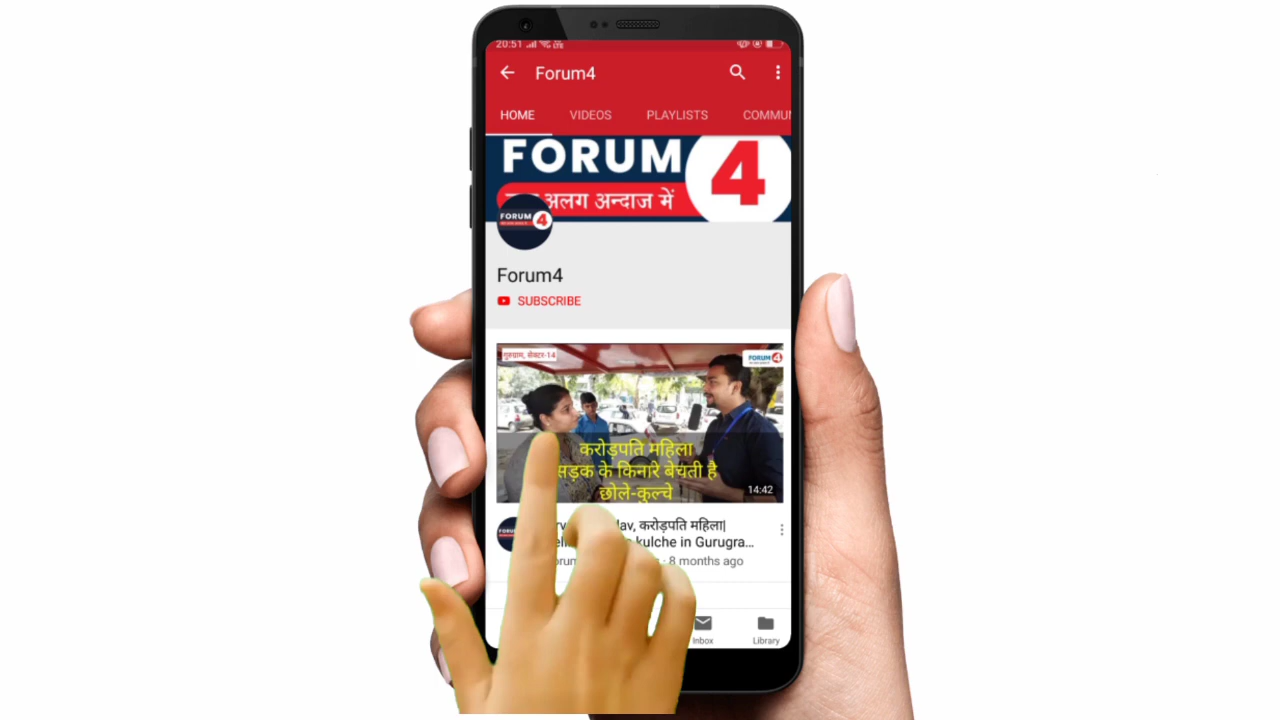 20:51
Forum4
HOME VIDEOS PLAYLISTS COMMU
FORUM 4
अलग अन्दाज में
FORUM 4
Forum4
SUBSCRIBE
गुरुग्राम, सेक्टर-14
FORUM 4
करोड़पति महिला
सड़क के किनारे बेचती है
छोले-कुल्चे
14:42
करोड़पति महिला|
kulche in Gurugra...
8 months ago
Inbox Library